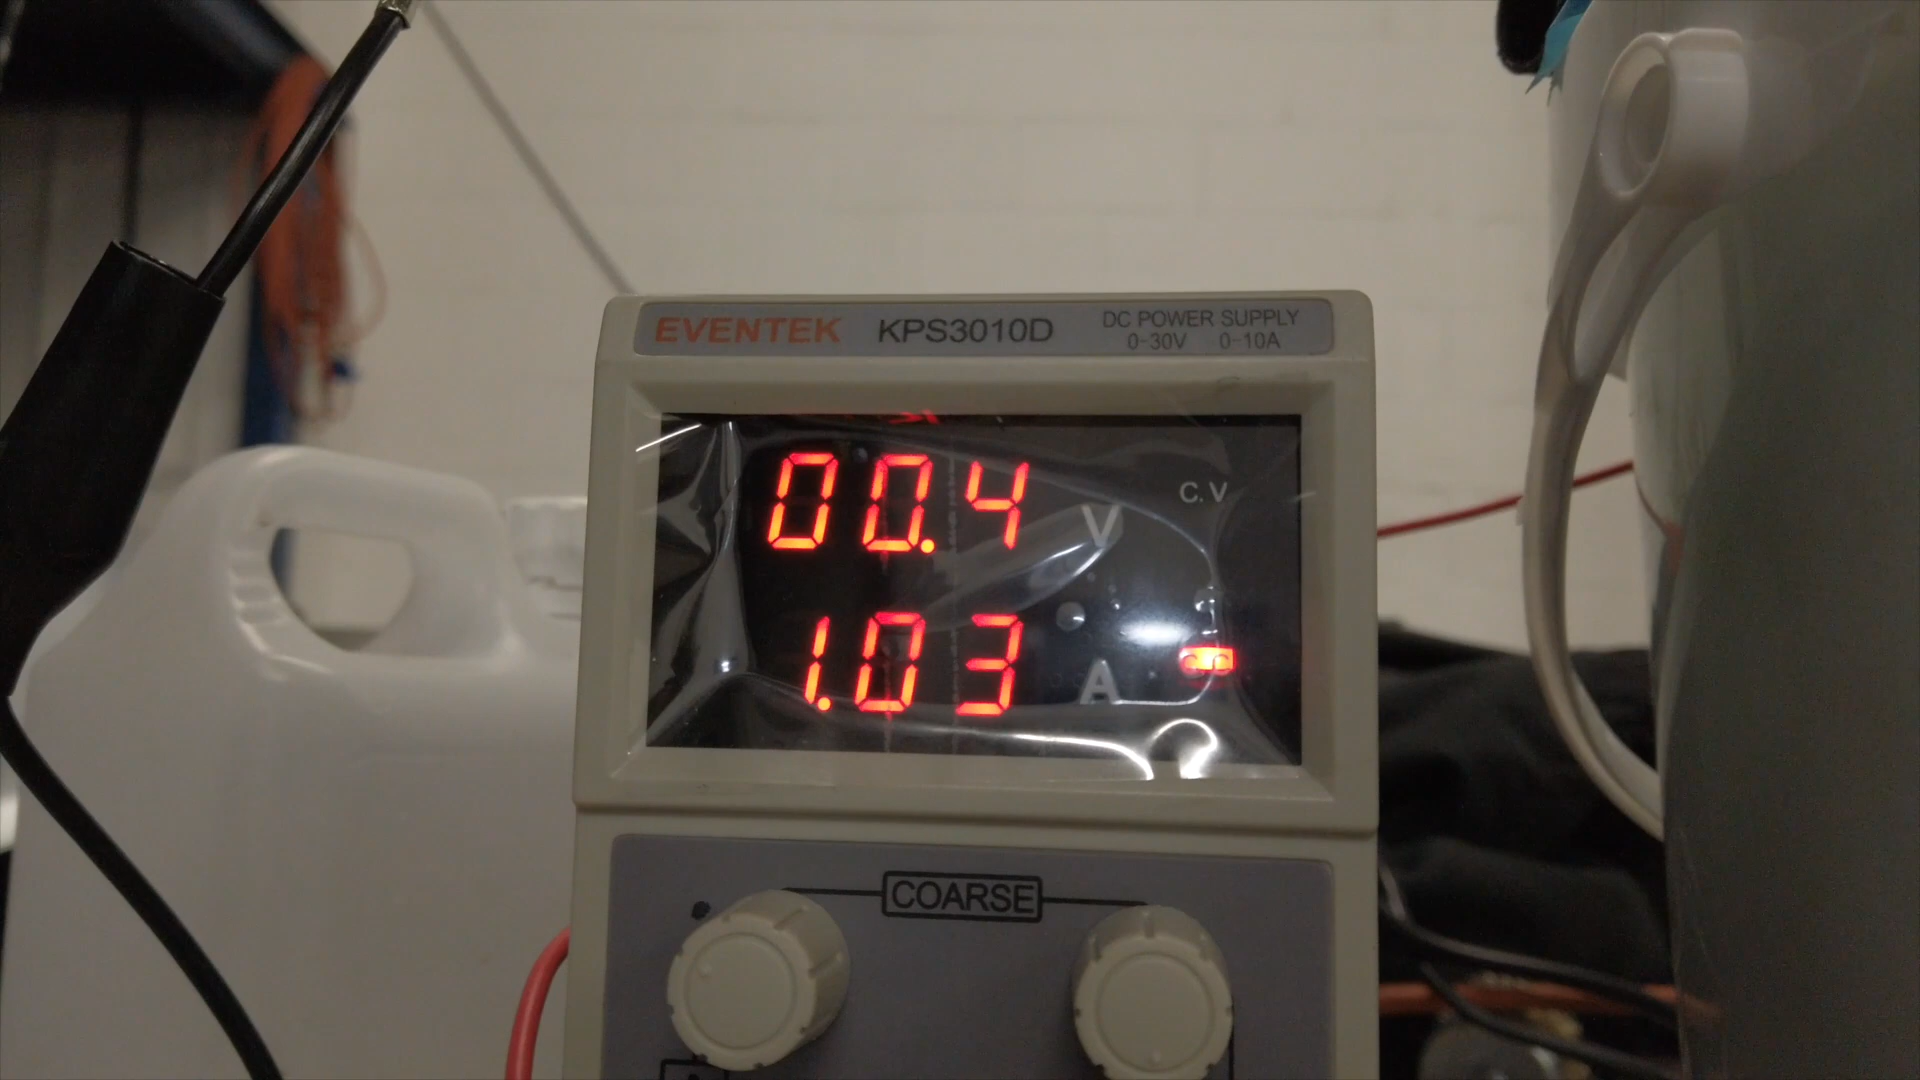 EVENTEK KPS3010D DC POWER SUPPLY
0-30V 0-10A
00.4 V C.V
1.03 A C.C
COARSE